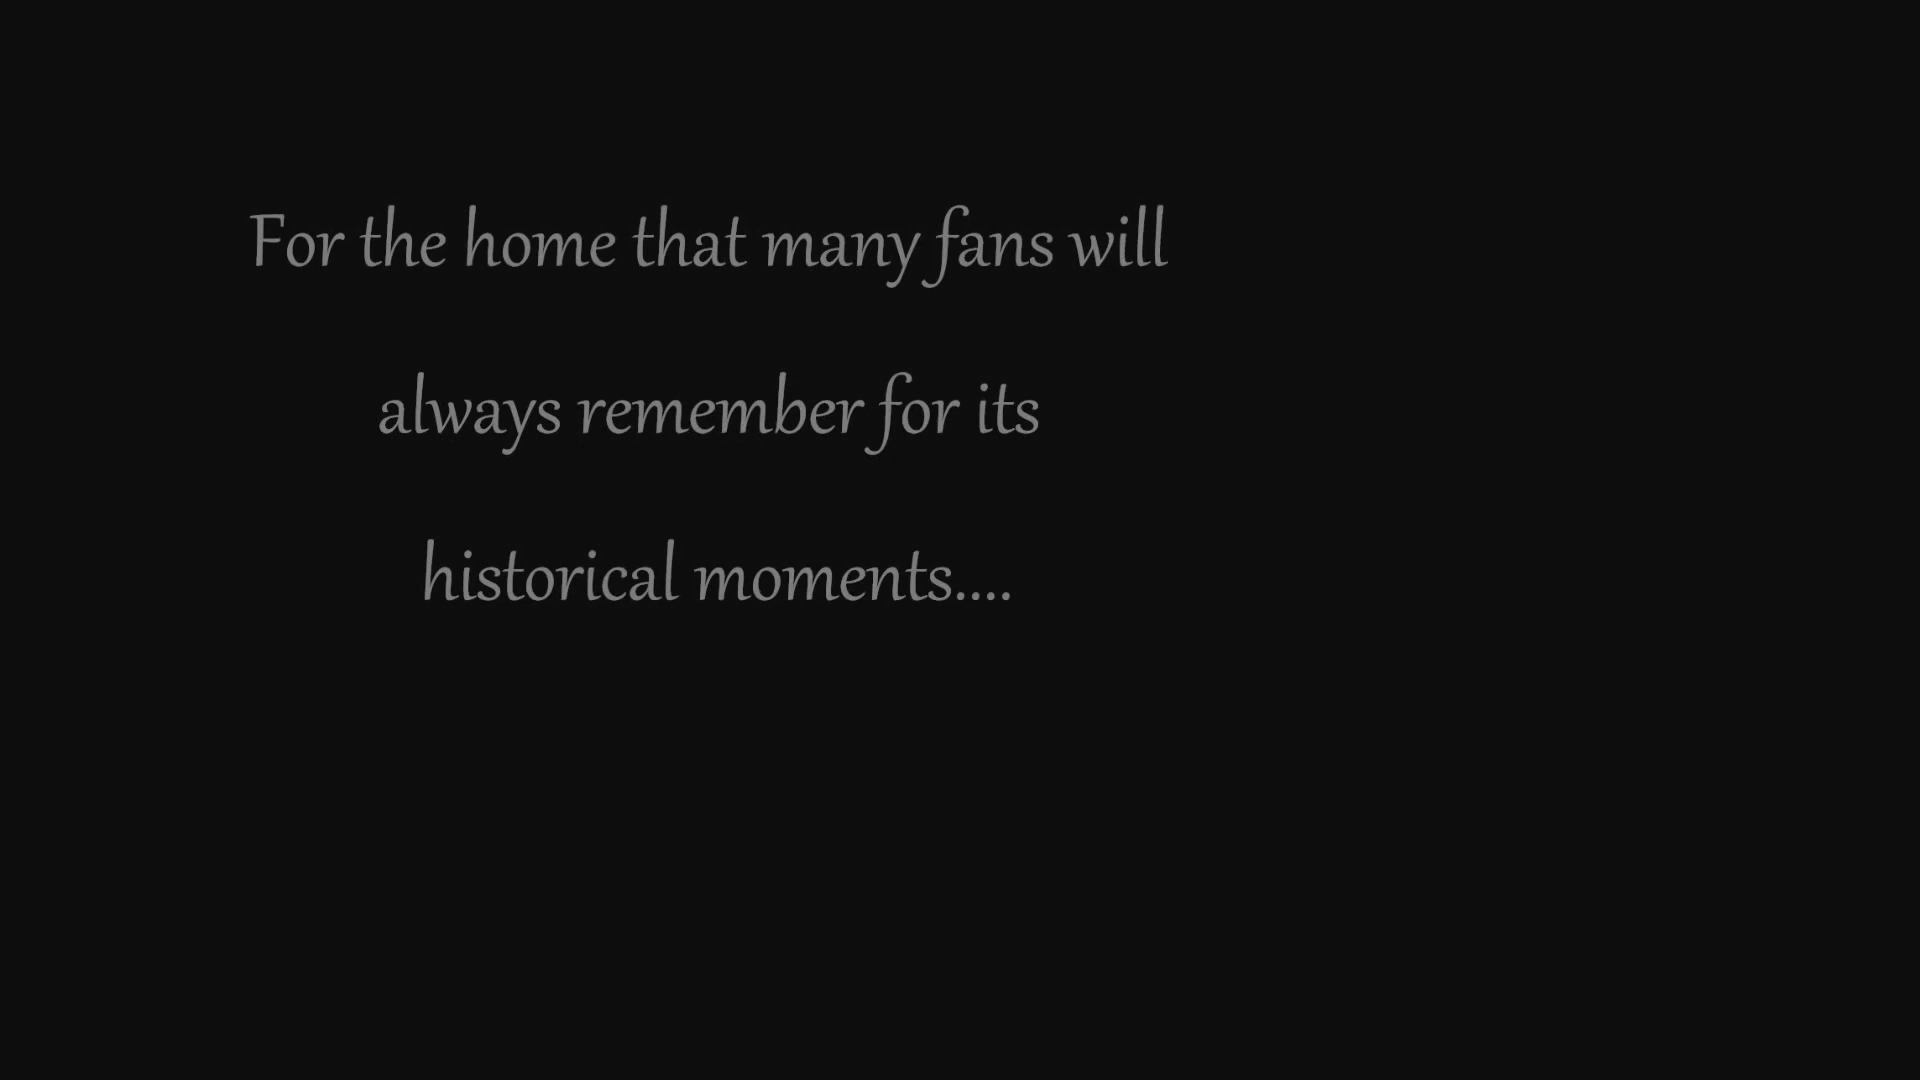 For the home that many fans will
always remember for its
historical moments....